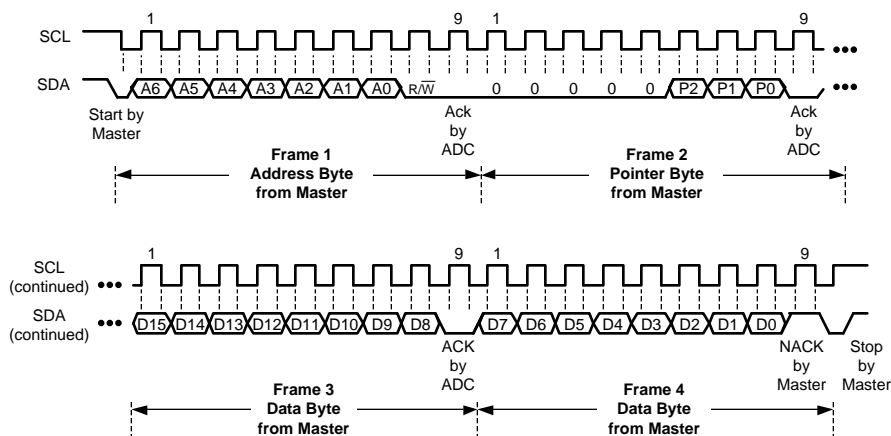 1 9 1 9
SCL
SDA A6 A5 A4 A3 A2 A1 A0 R/W̅ 0 0 0 0 0 P2 P1 P0
Start by Master
Ack by ADC
Ack by ADC
Frame 1
Address Byte
from Master
Frame 2
Pointer Byte
from Master
1 9 1 9
SCL
(continued)
SDA
(continued)
D15 D14 D13 D12 D11 D10 D9 D8 D7 D6 D5 D4 D3 D2 D1 D0
ACK by ADC
NACK by Master
Stop by Master
Frame 3
Data Byte
from Master
Frame 4
Data Byte
from Master